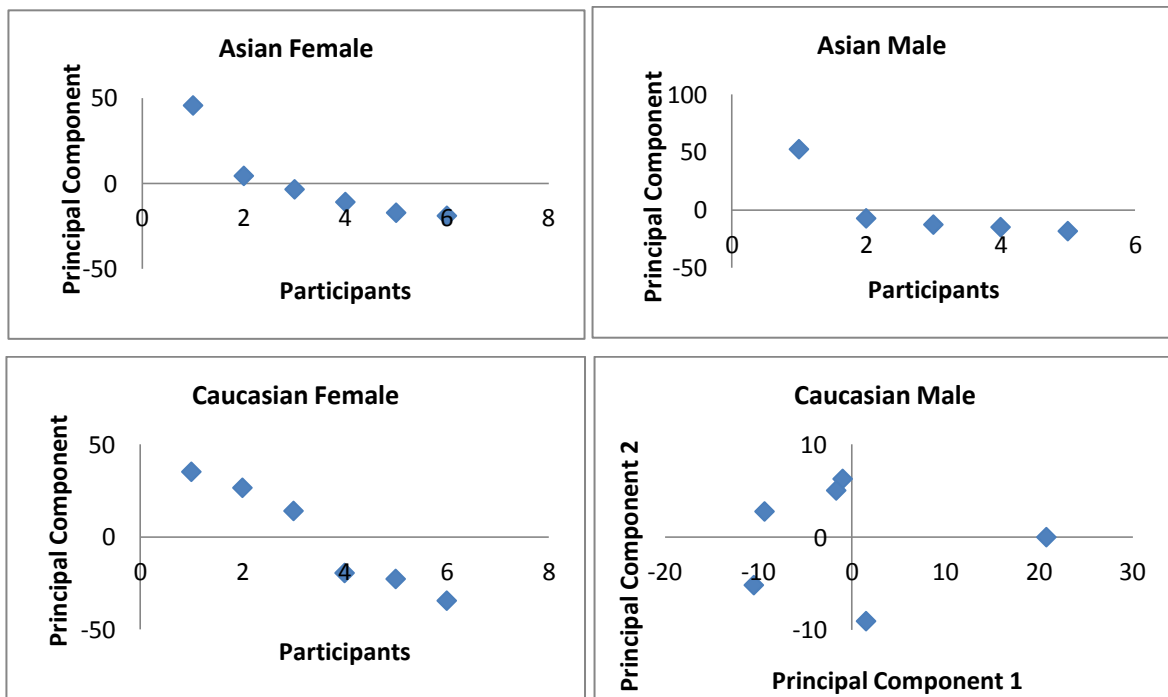 Asian Female
Principal Component
50
0
-50
0 2 4 6 8
Participants
Asian Male
Principal Component
100
50
0
-50
0 2 4 6
Participants
Caucasian Female
Principal Component
50
0
-50
0 2 4 6 8
Participants
Caucasian Male
Principal Component 2
10
0
-10
-20 -10 0 10 20 30
Principal Component 1